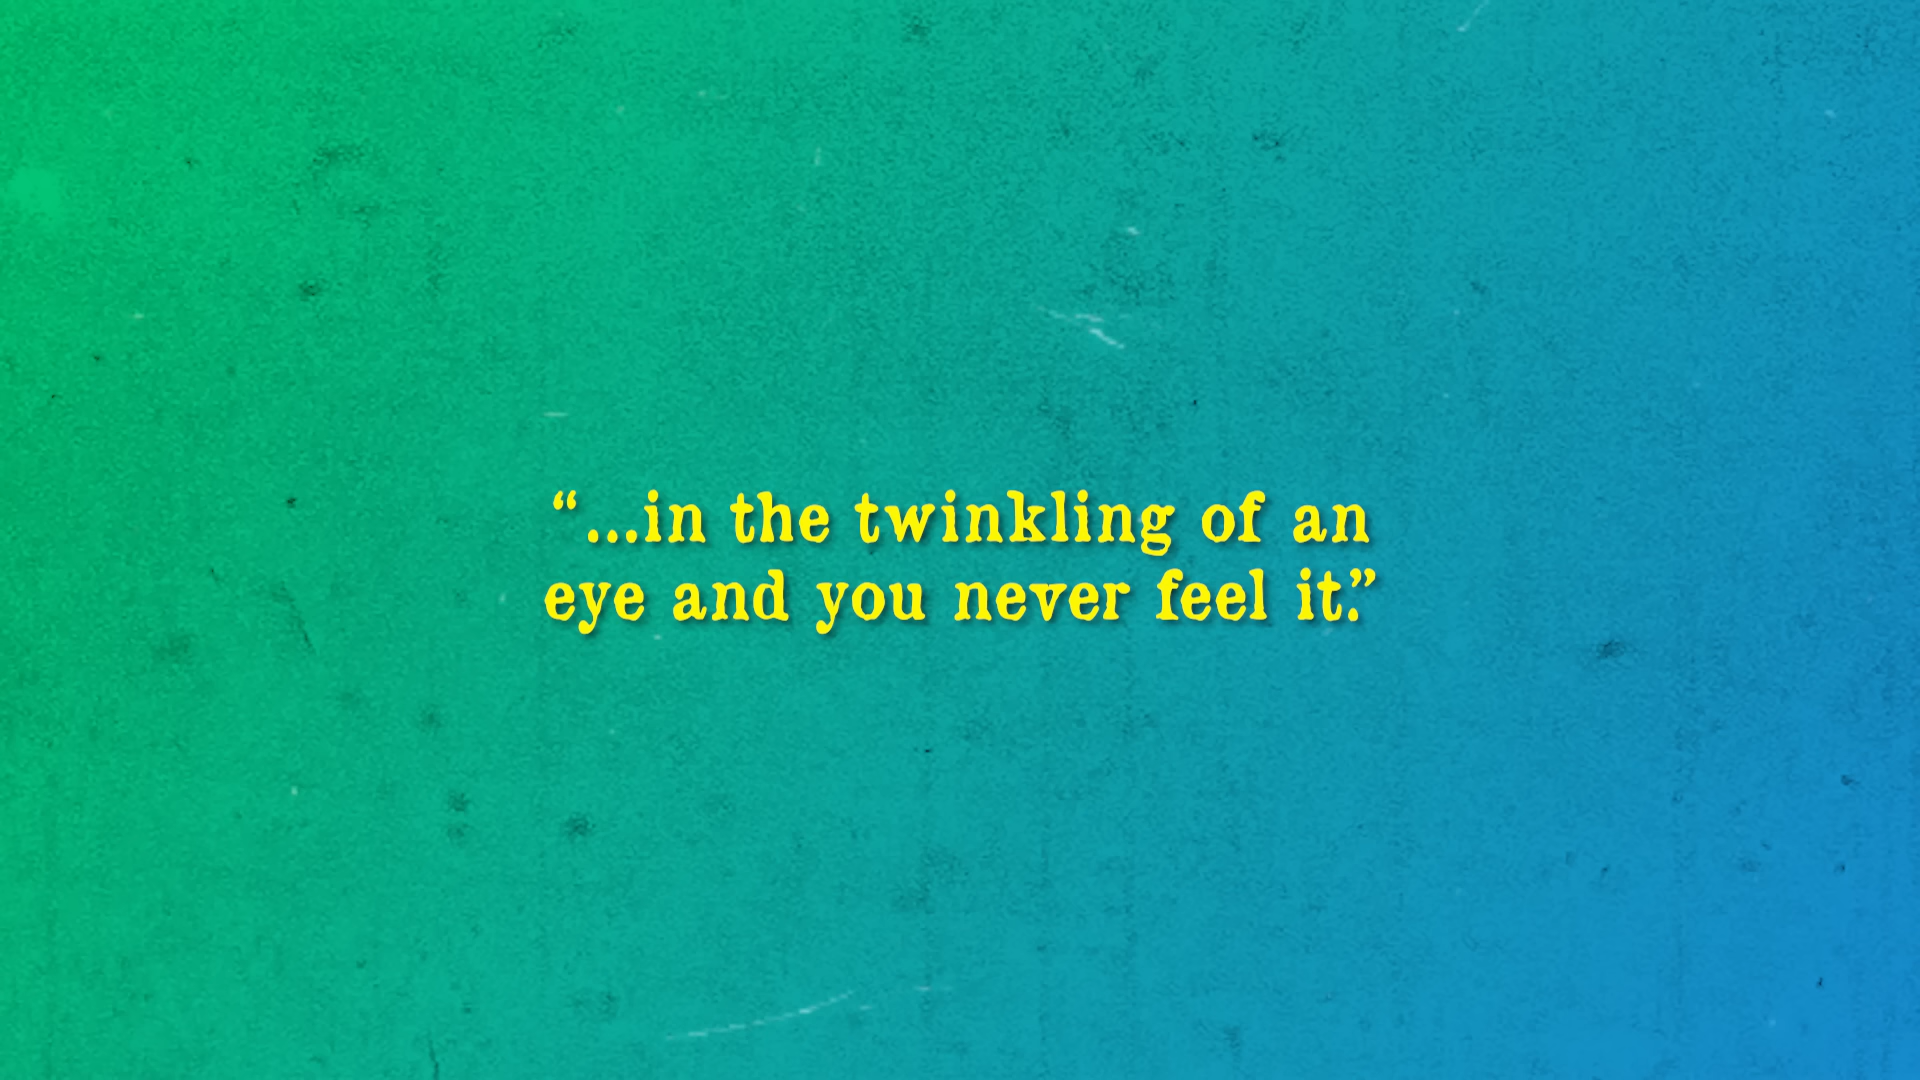 “...in the twinkling of an
eye and you never feel it.”